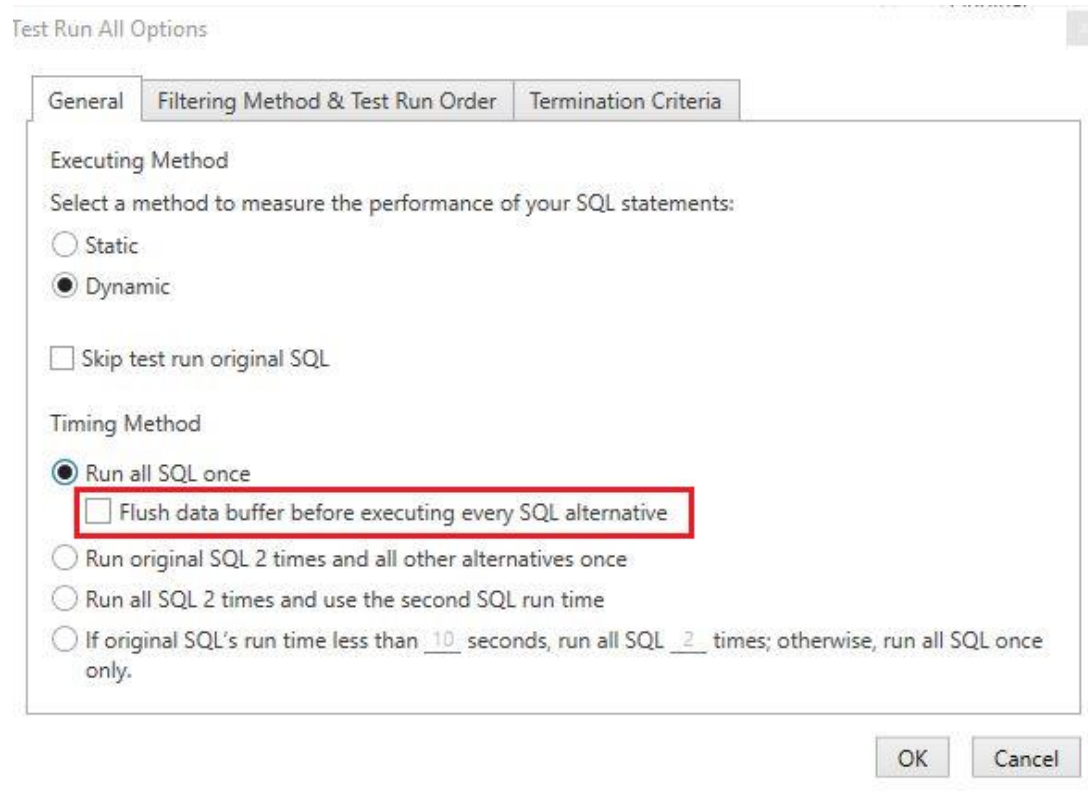 Test Run All Options
General Filtering Method & Test Run Order Termination Criteria
Executing Method
Select a method to measure the performance of your SQL statements:
Static
Dynamic
Skip test run original SQL
Timing Method
Run all SQL once
Flush data buffer before executing every SQL alternative
Run original SQL 2 times and all other alternatives once
Run all SQL 2 times and use the second SQL run time
If original SQL's run time less than 10 seconds, run all SQL 2 times; otherwise, run all SQL once
only.
OK Cancel